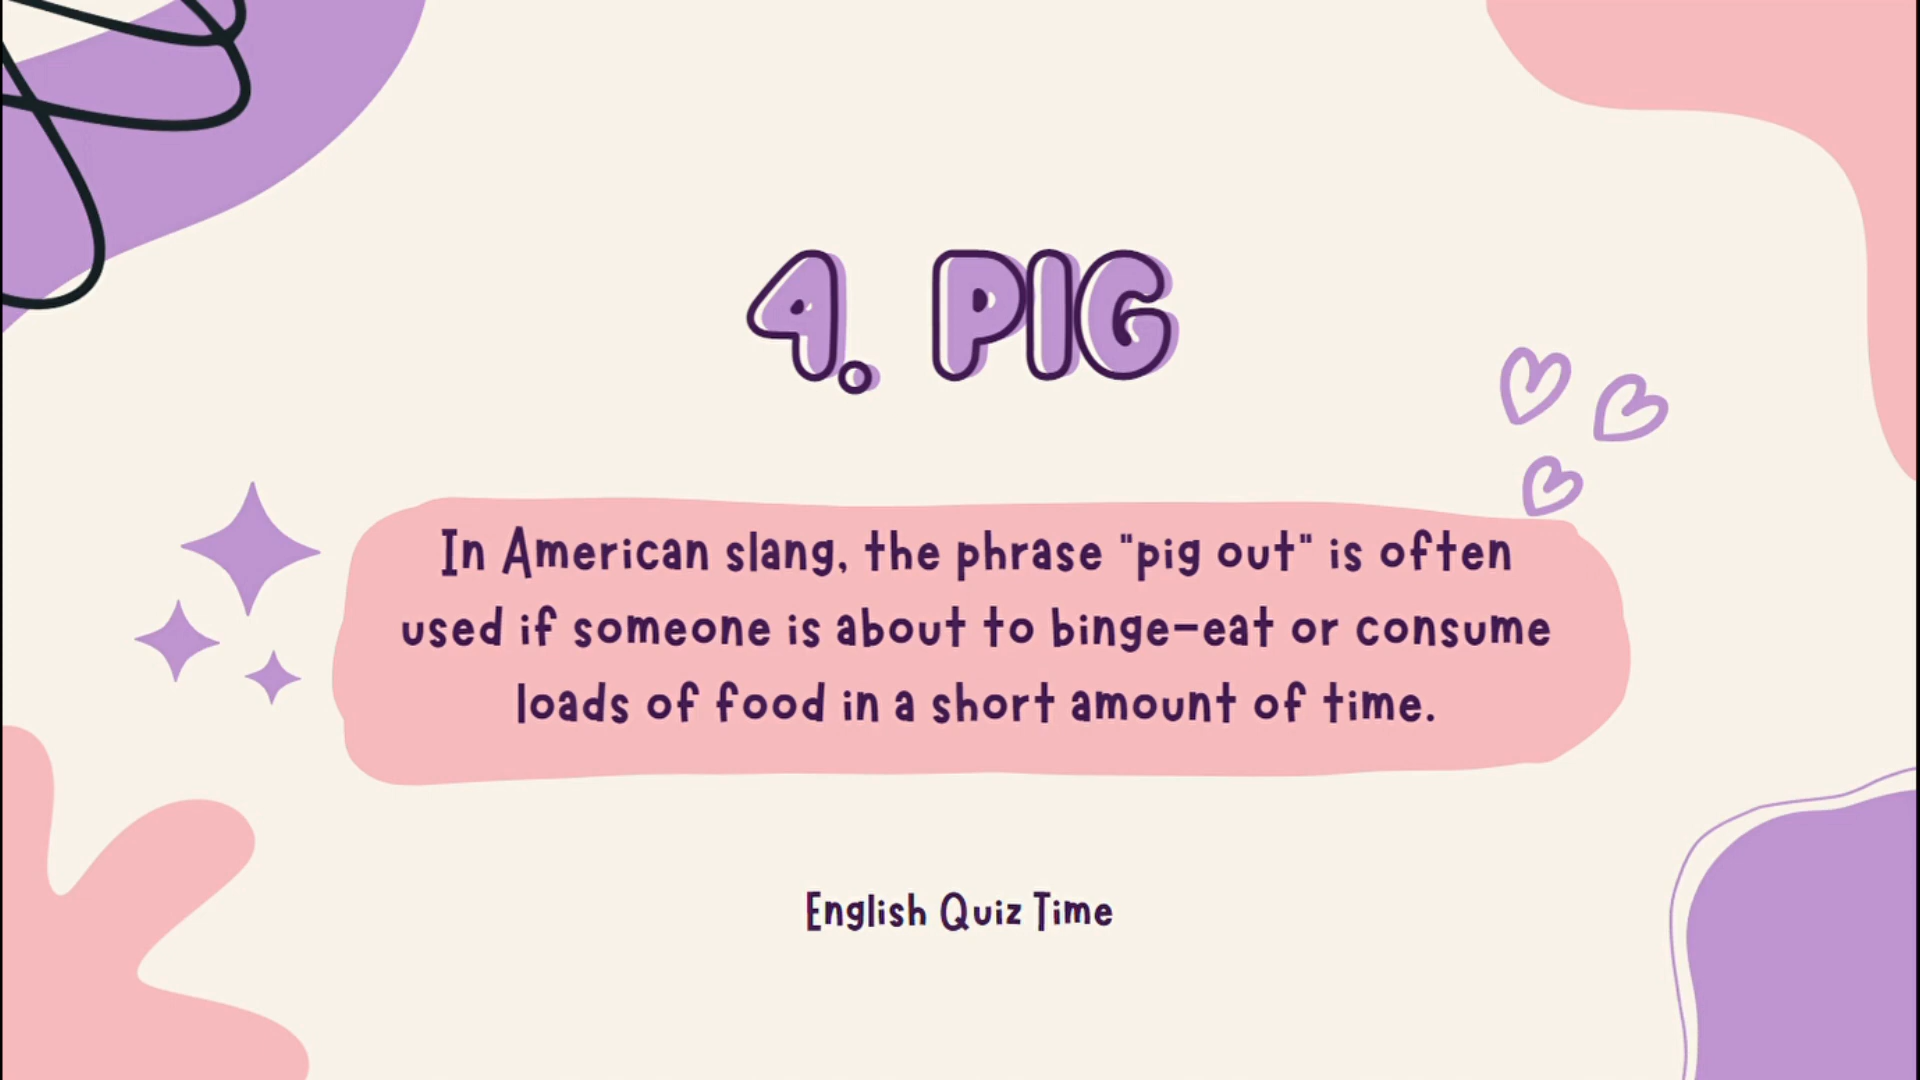 4. PIG
In American slang, the phrase "pig out" is often
used if someone is about to binge-eat or consume
loads of food in a short amount of time.
English Quiz Time